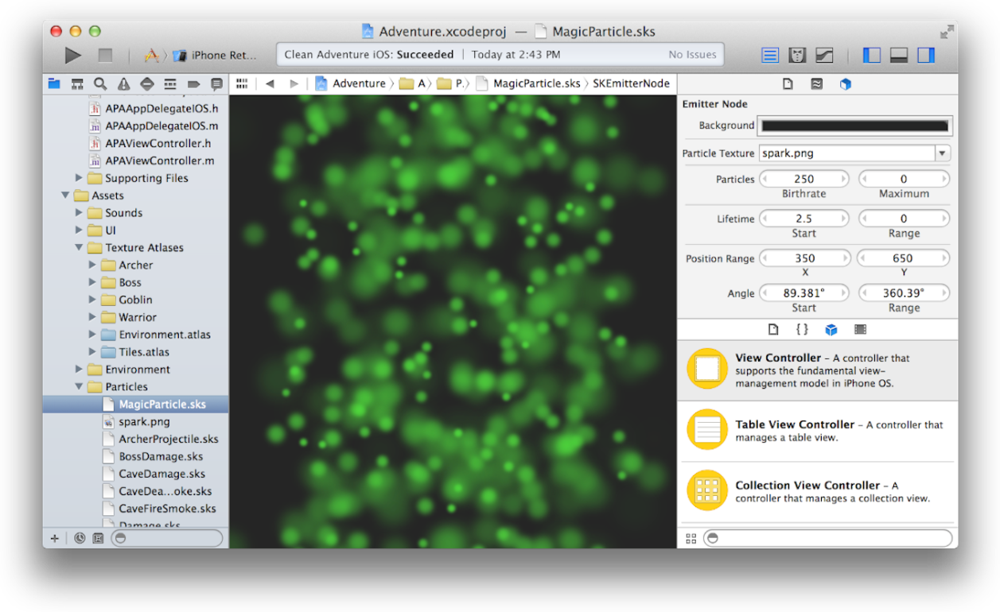 Adventure.xcodeproj — MagicParticle.sks
iPhone Ret...
Clean Adventure iOS: Succeeded | Today at 2:43 PM
No Issues
Adventure
A
P.
MagicParticle.sks
SKEmitterNode
APAAppDelegateIOS.h
APAAppDelegateIOS.m
APAViewController.h
APAViewController.m
Supporting Files
Assets
Sounds
UI
Texture Atlases
Archer
Boss
Goblin
Warrior
Environment.atlas
Tiles.atlas
Environment
Particles
MagicParticle.sks
spark.png
ArcherProjectile.sks
BossDamage.sks
CaveDamage.sks
CaveDea...oke.sks
CaveFireSmoke.sks
Damage.sks
Emitter Node
Background
Particle Texture spark.png
Particles 250 0
Birthrate Maximum
Lifetime 2.5 0
Start Range
Position Range 350 650
X Y
Angle 89.381° 360.39°
Start Range
{ }
View Controller – A controller that
supports the fundamental view-
management model in iPhone OS.
Table View Controller – A controller that
manages a table view.
Collection View Controller – A
controller that manages a collection view.